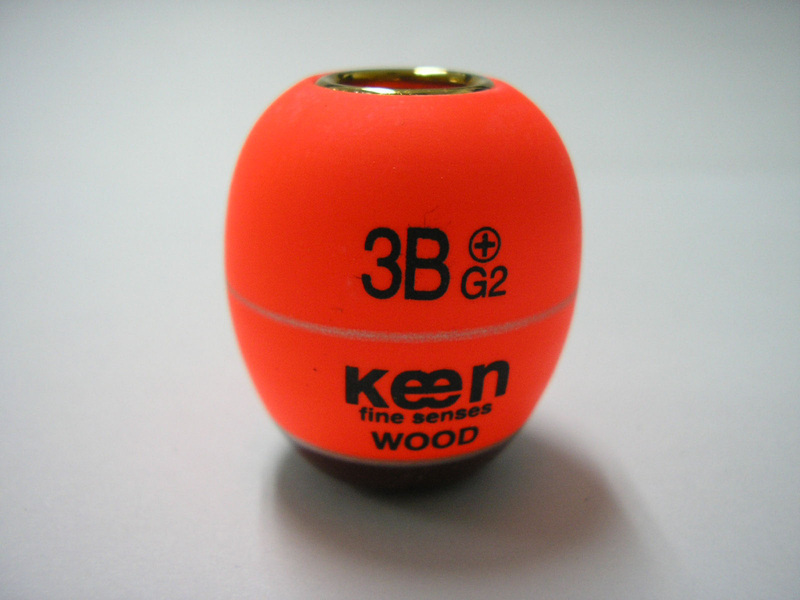 3B ⊕ G2
keen
fine senses
WOOD